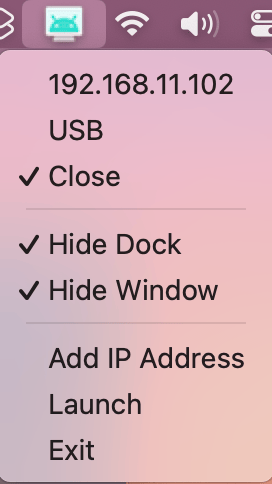 192.168.11.102
USB
Close
Hide Dock
Hide Window
Add IP Address
Launch
Exit